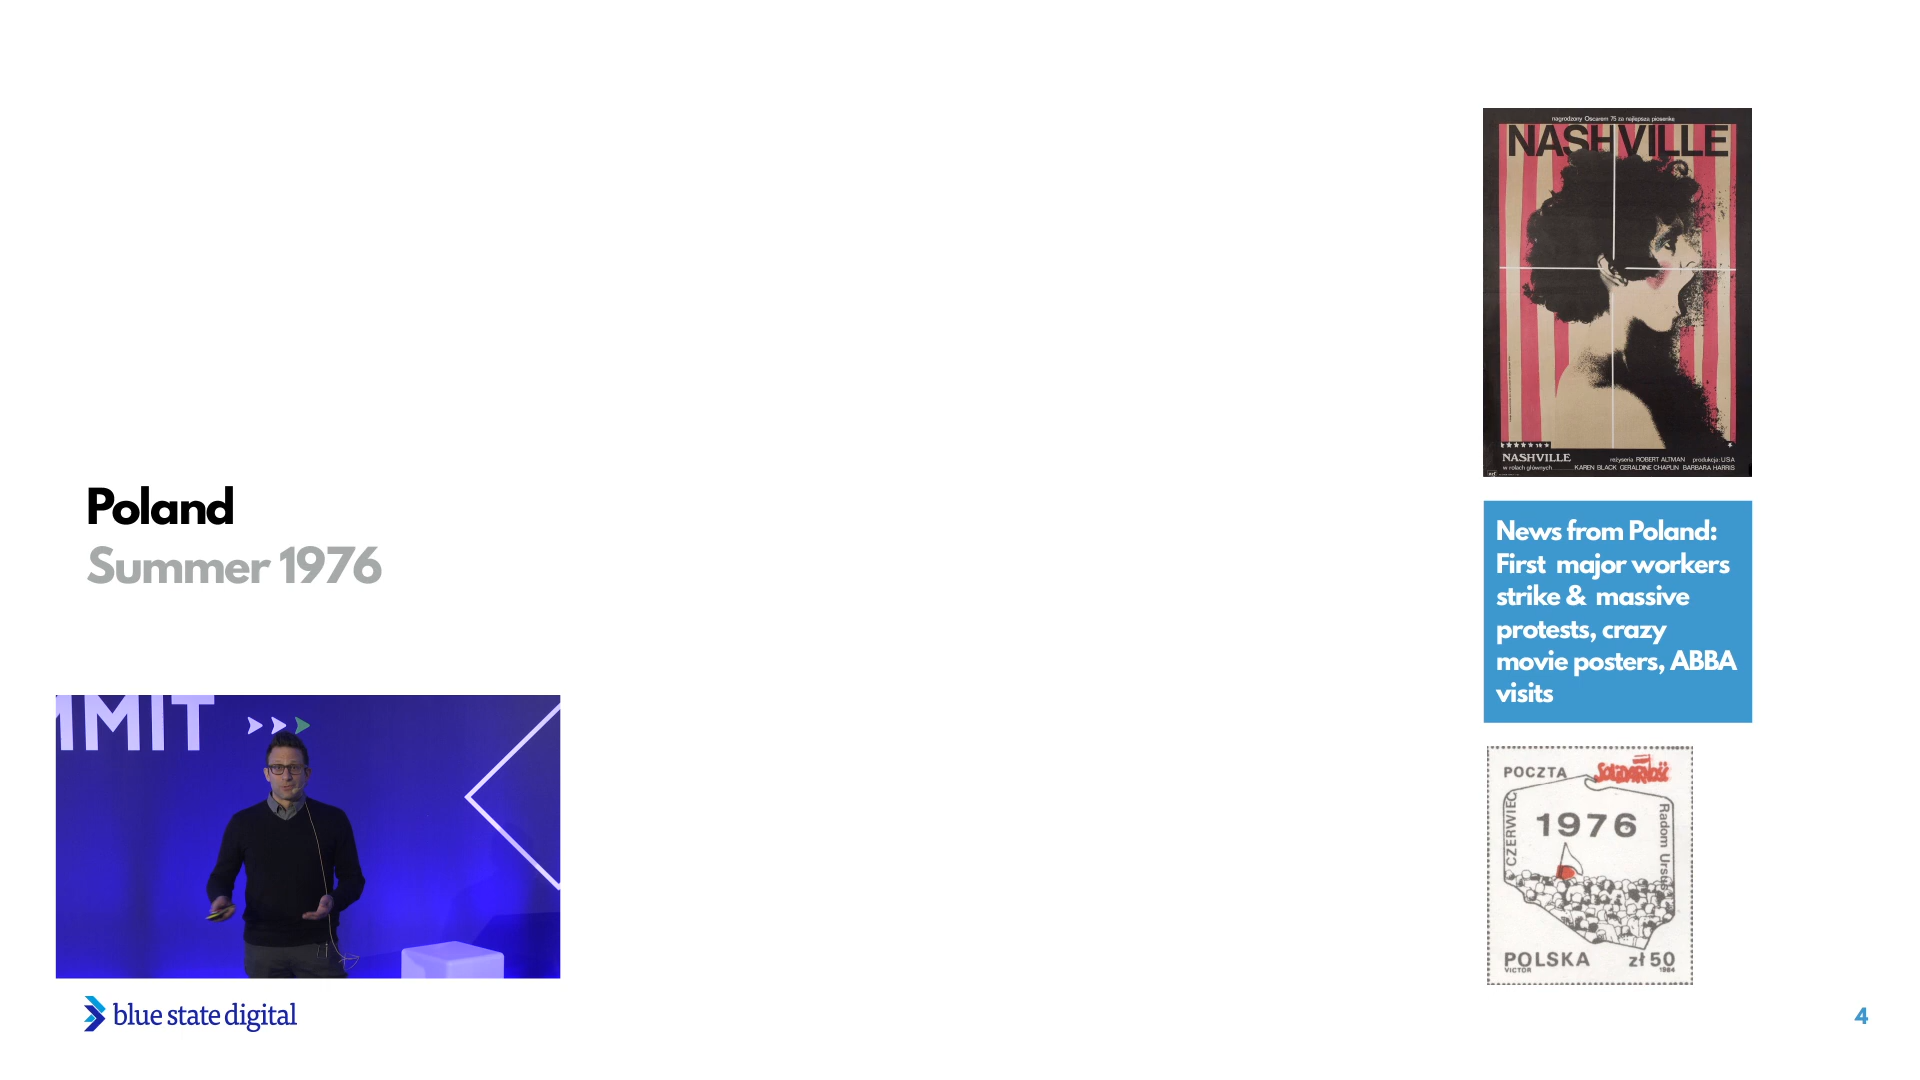 Poland
Summer 1976
MMIT
blue state digital
nagrodzony Oscarem 75 za najlepsza piosenkę
NASHVILLE
NASHVILLE
reżyseria ROBERT ALTMAN produkcja: USA
w rolach głównych KAREN BLACK GERALDINE CHAPLIN BARBARA HARRIS
News from Poland:
First major workers
strike & massive
protests, crazy
movie posters, ABBA
visits
POCZTA SOLIDARNOŚĆ
1976
CZERWIEC
Radom Ursus
POLSKA zł 50
VICTOR 1984
4